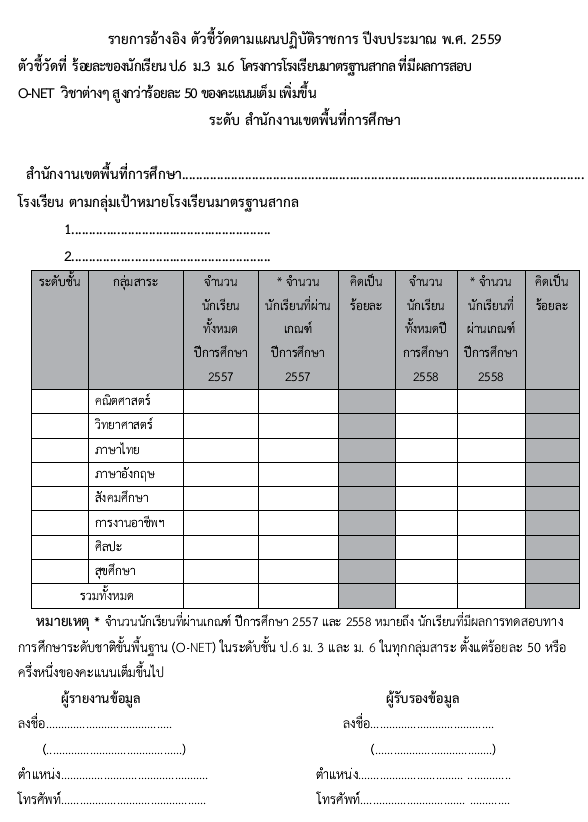 รายการอ้างอิง ตัวชี้วัดตามแผนปฏิบัติราชการ ปีงบประมาณ พ.ศ. 2559
ตัวชี้วัดที่ ร้อยละของนักเรียน ป.6 ม.3 ม.6 โครงการโรงเรียนมาตรฐานสากล ที่มีผลการสอบ
O-NET วิชาต่างๆ สูงกว่าร้อยละ 50 ของคะแนนเต็ม เพิ่มขึ้น
ระดับ สำนักงานเขตพื้นที่การศึกษา
สำนักงานเขตพื้นที่การศึกษา....................................................................................................................
โรงเรียน ตามกลุ่มเป้าหมายโรงเรียนมาตรฐานสากล
1.........................................................
2.........................................................
ระดับชั้น กลุ่มสาระ จำนวน * จำนวน คิดเป็น จำนวน * จำนวน คิดเป็น
นักเรียน นักเรียนที่ผ่าน ร้อยละ นักเรียน นักเรียนที่ ร้อยละ
ทั้งหมด เกณฑ์ ทั้งหมดปี ผ่านเกณฑ์
ปีการศึกษา ปีการศึกษา การศึกษา ปีการศึกษา
2557 2557 2558 2558
คณิตศาสตร์
วิทยาศาสตร์
ภาษาไทย
ภาษาอังกฤษ
สังคมศึกษา
การงานอาชีพฯ
ศิลปะ
สุขศึกษา
รวมทั้งหมด
หมายเหตุ * จำนวนนักเรียนที่ผ่านเกณฑ์ ปีการศึกษา 2557 และ 2558 หมายถึง นักเรียนที่มีผลการทดสอบทาง
การศึกษาระดับชาติขั้นพื้นฐาน (O-NET) ในระดับชั้น ป.6 ม. 3 และ ม. 6 ในทุกกลุ่มสาระ ตั้งแต่ร้อยละ 50 หรือ
ครึ่งหนึ่งของคะแนนเต็มขึ้นไป
ผู้รายงานข้อมูล ผู้รับรองข้อมูล
ลงชื่อ......................................... ลงชื่อ.........................................
(.............................................) (.......................................)
ตำแหน่ง................................................ ตำแหน่ง.................................. ..............
โทรศัพท์............................................... โทรศัพท์.................................. .............